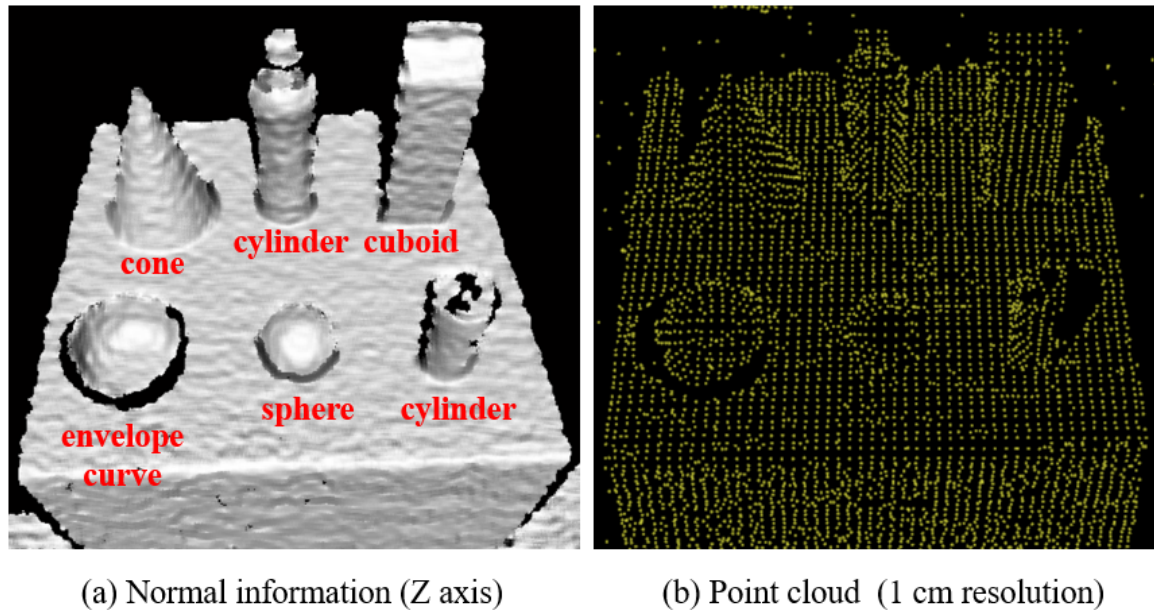 cylinder cuboid
cone
sphere
cylinder
envelope
curve
(a) Normal information (Z axis)
(b) Point cloud (1 cm resolution)